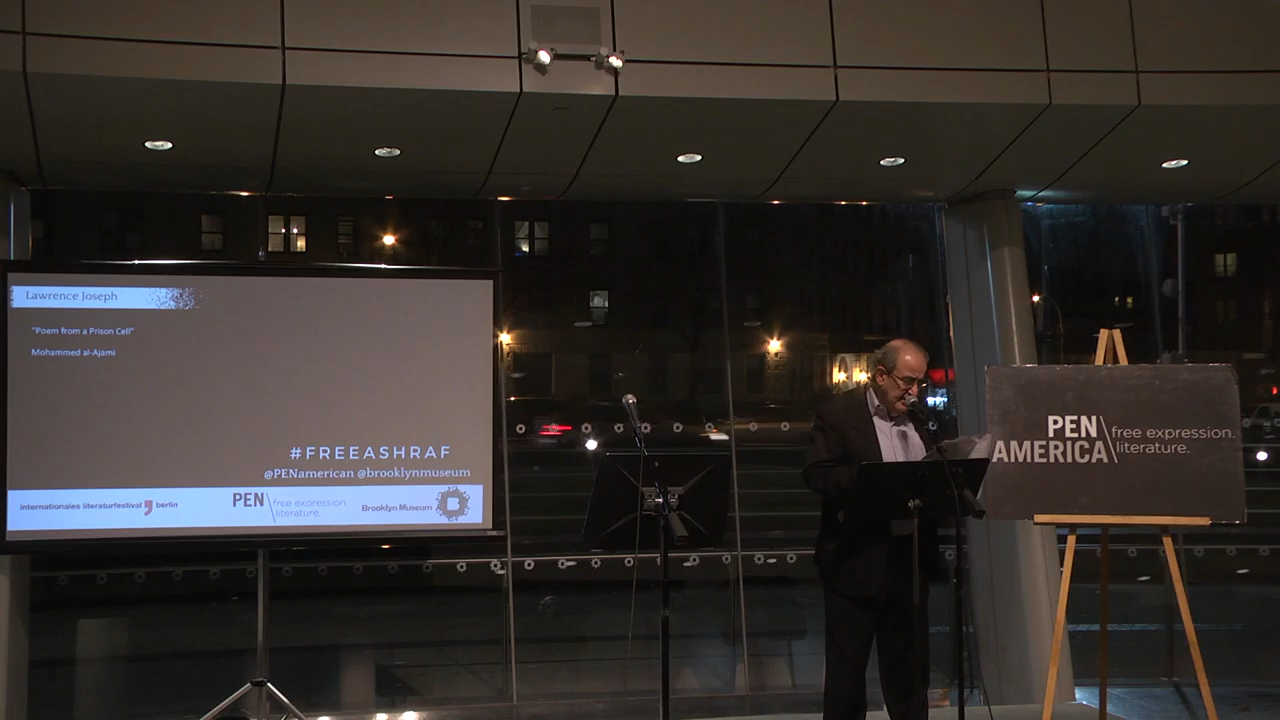 Lawrence Joseph
"Poem from a Prison Cell"
Mohammed al-Ajami
#FREEASHRAF
@PENamerican @brooklynmuseum
internationales literaturfestival berlin
PEN
free expression.
literature.
Brooklyn Museum
B
PEN
AMERICA
free expression.
literature.